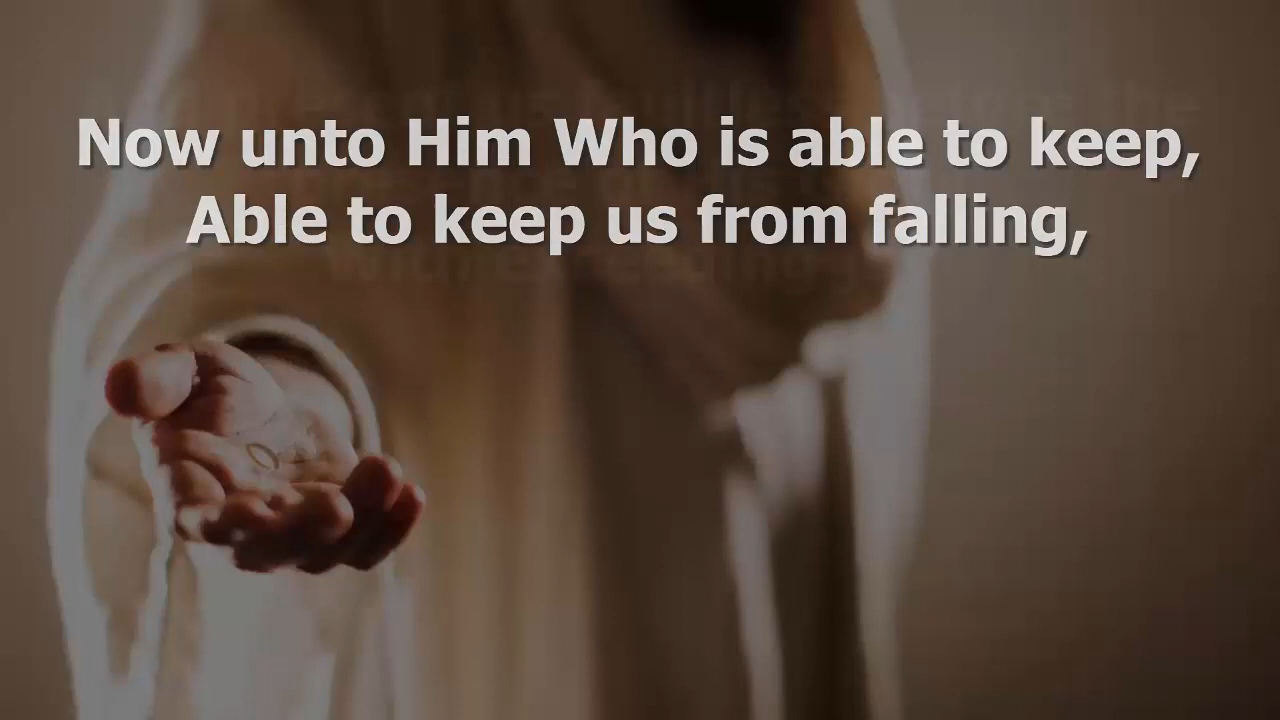 Now unto Him Who is able to keep,
Able to keep us from falling,